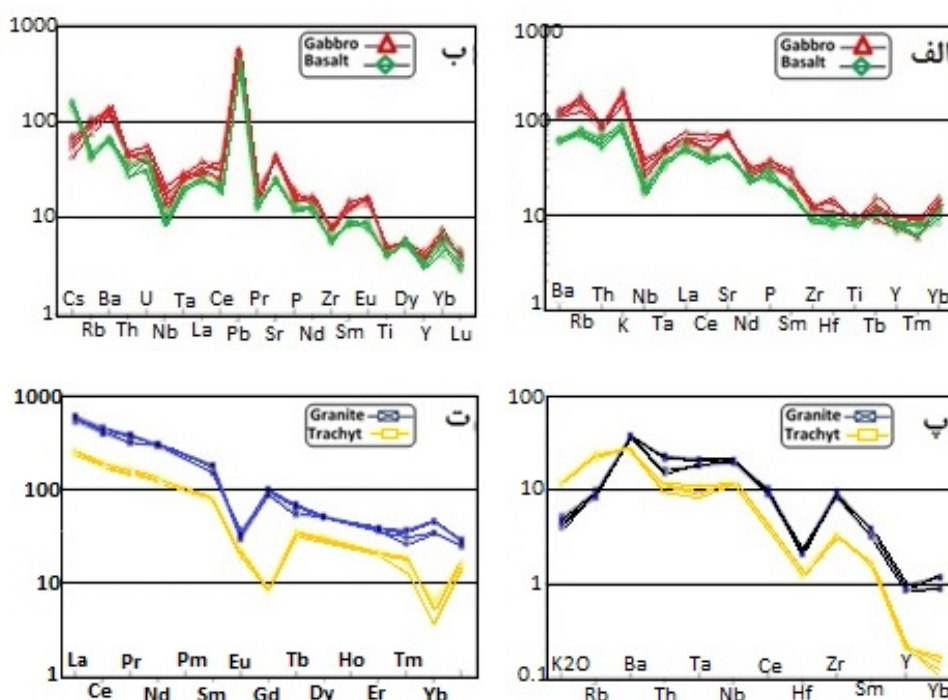 1000
100
10
1
Gabbro
Basalt
ب
Cs Ba U Ta Ce Pr P Zr Eu Dy Yb
Rb Th Nb La Pb Sr Nd Sm Ti Y Lu
1000
100
10
1
Gabbro
Basalt
الف
Ba Th Nb La Sr P Zr Ti Y Yb
Rb K Ta Ce Nd Sm Hf Tb Tm
1000
100
10
1
Granite
Trachyt
ت
La Pr Pm Eu Tb Ho Tm
Ce Nd Sm Gd Dy Er Yb
100
10
1
0.1
Granite
Trachyt
پ
K2O Ba Ta Ce Zr Y
Rb Th Nb Hf Sm Yb